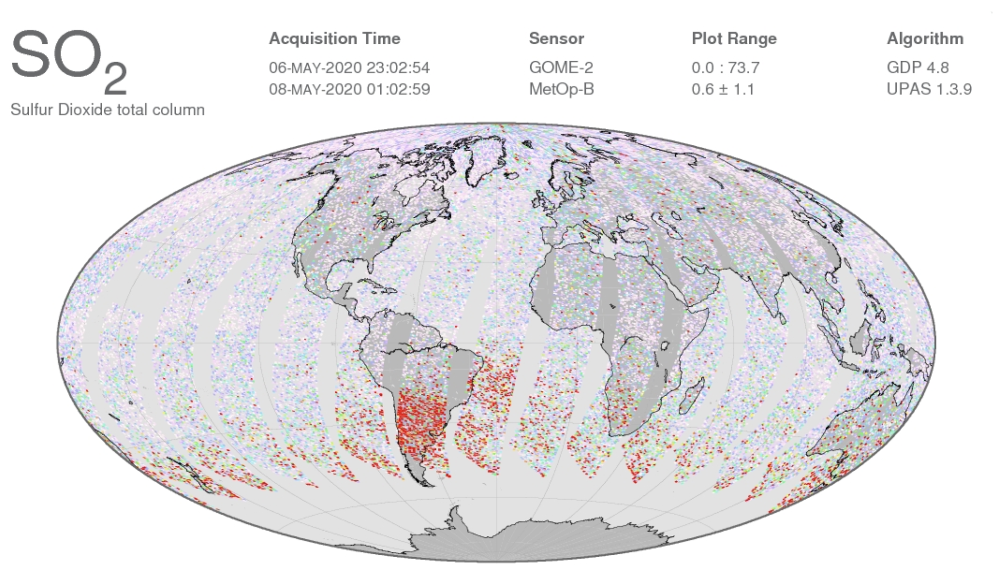 SO2
Sulfur Dioxide total column
Acquisition Time
06-MAY-2020 23:02:54
08-MAY-2020 01:02:59
Sensor
GOME-2
MetOp-B
Plot Range
0.0 : 73.7
0.6 ± 1.1
Algorithm
GDP 4.8
UPAS 1.3.9